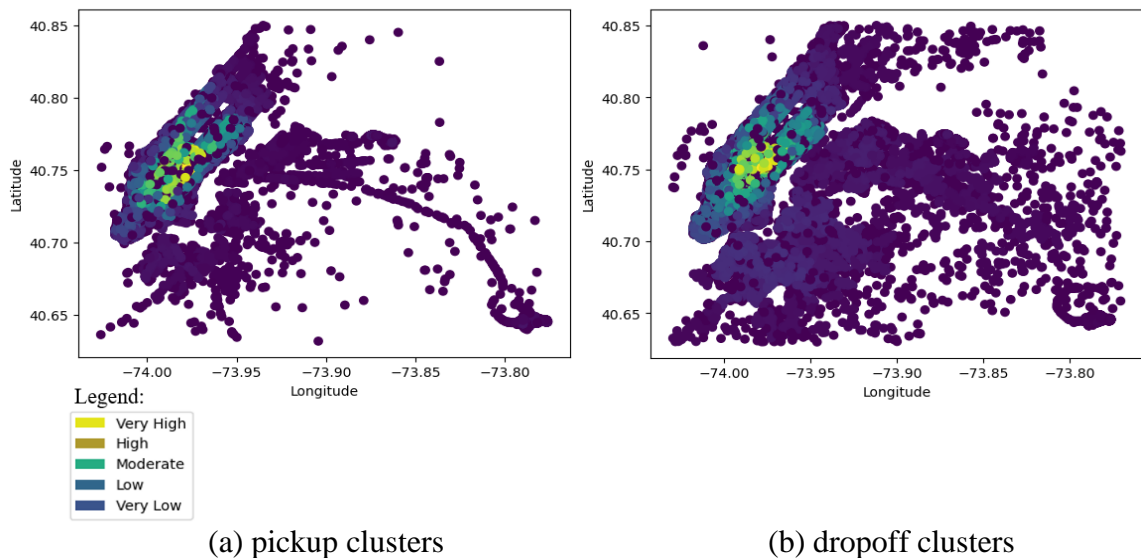 40.85
40.80
40.75
40.70
40.65
Latitude
−74.00 −73.95 −73.90 −73.85 −73.80
Longitude
40.85
40.80
40.75
40.70
40.65
Latitude
−74.00 −73.95 −73.90 −73.85 −73.80
Longitude
Legend:
Very High
High
Moderate
Low
Very Low
(a) pickup clusters
(b) dropoff clusters